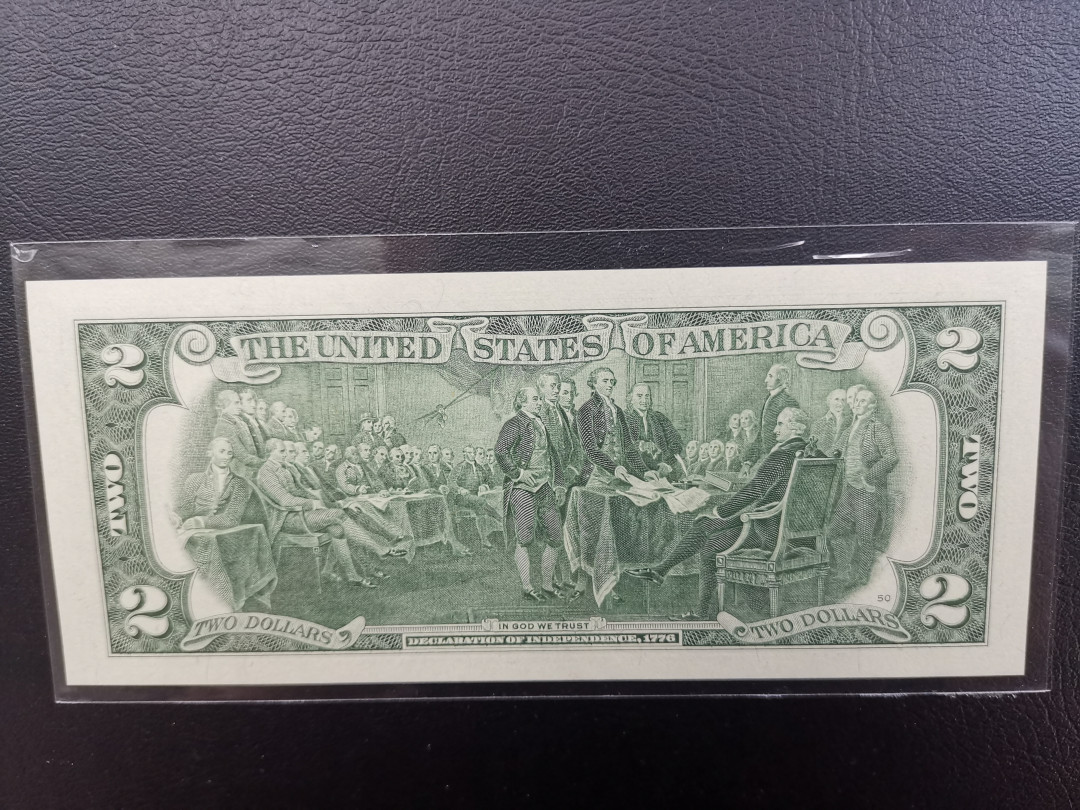 THE UNITED STATES OF AMERICA
2
2
TWO
TWO
2
2
50
TWO DOLLARS
IN GOD WE TRUST
TWO DOLLARS
DECLARATION OF INDEPENDENCE, 1776